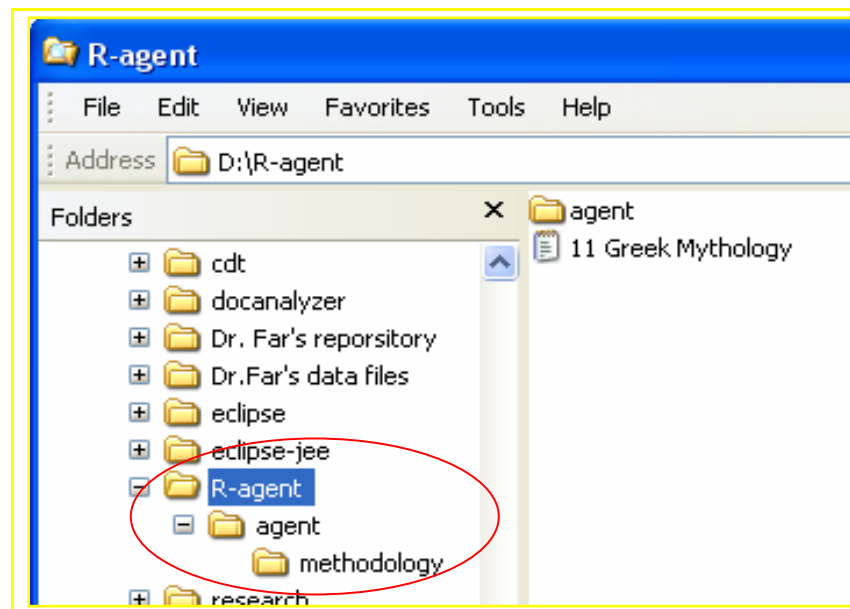 R-agent
File Edit View Favorites Tools Help
Address D:\R-agent
Folders
cdt
docanalyzer
Dr. Far's reporsitory
Dr.Far's data files
eclipse
eclipse-jee
R-agent
agent
methodology
research
agent
11 Greek Mythology